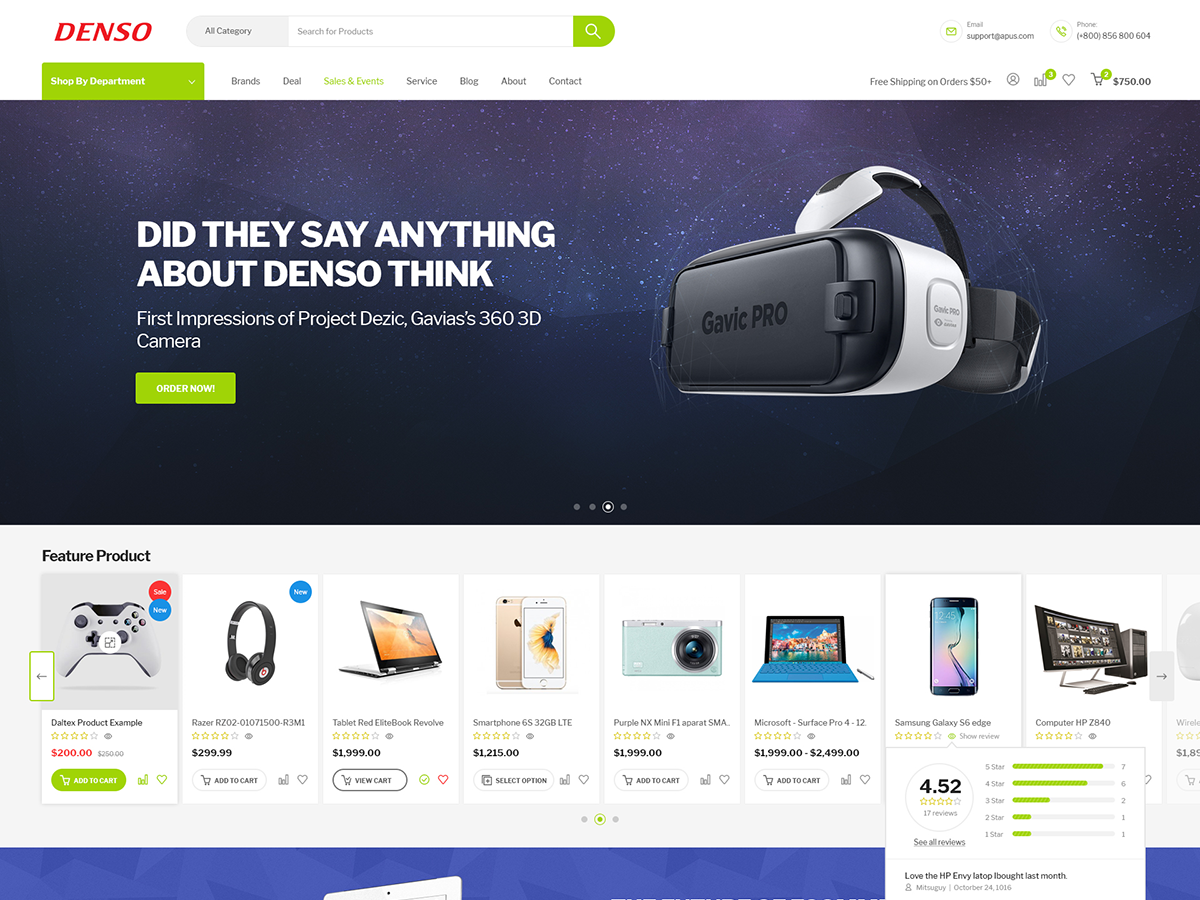 DENSO
All Category
Search for Products
Email
support@apus.com
Phone:
(+800) 856 800 604
Shop By Department
Brands
Deal
Sales & Events
Service
Blog
About
Contact
Free Shipping on Orders $50+
3
2
$750.00
DID THEY SAY ANYTHING
ABOUT DENSO THINK
First Impressions of Project Dezic, Gavias's 360 3D
Camera
ORDER NOW!
Gavic PRO
Gavic PRO
Feature Product
Sale
New
Daltex Product Example
$200.00 $250.00
ADD TO CART
New
Razer RZ02-01071500-R3M1
$299.99
ADD TO CART
Tablet Red EliteBook Revolve
$1,999.00
VIEW CART
Smartphone 6S 32GB LTE
$1,215.00
SELECT OPTION
Purple NX Mini F1 aparat SMA..
$1,999.00
ADD TO CART
Microsoft - Surface Pro 4 - 12.
$1,999.00 - $2,499.00
ADD TO CART
Samsung Galaxy S6 edge
Show review
Computer HP Z840
Wirele
$1,89
4.52
17 reviews
See all reviews
5 Star 7
4 Star 6
3 Star 2
2 Star 1
1 Star 1
Love the HP Envy latop Ibought last month.
Mitsuguy | Octorber 24,1016